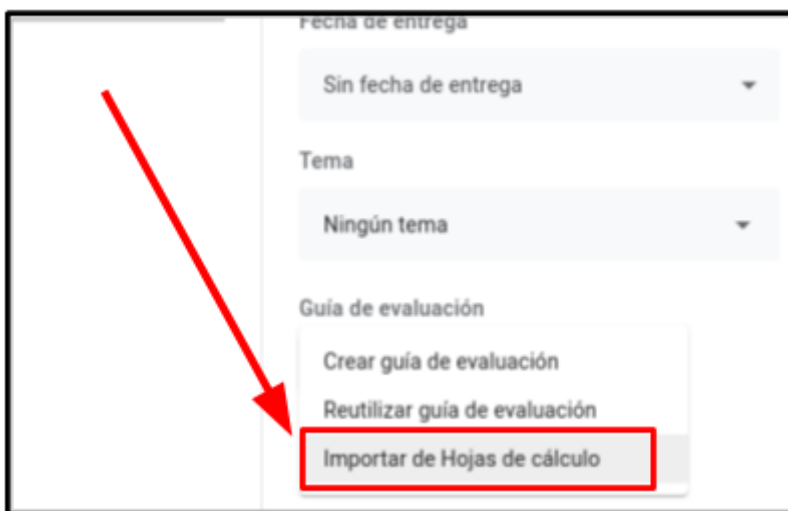 Fecha de entrega
Sin fecha de entrega
Tema
Ningún tema
Guía de evaluación
Crear guía de evaluación
Reutilizar guía de evaluación
Importar de Hojas de cálculo